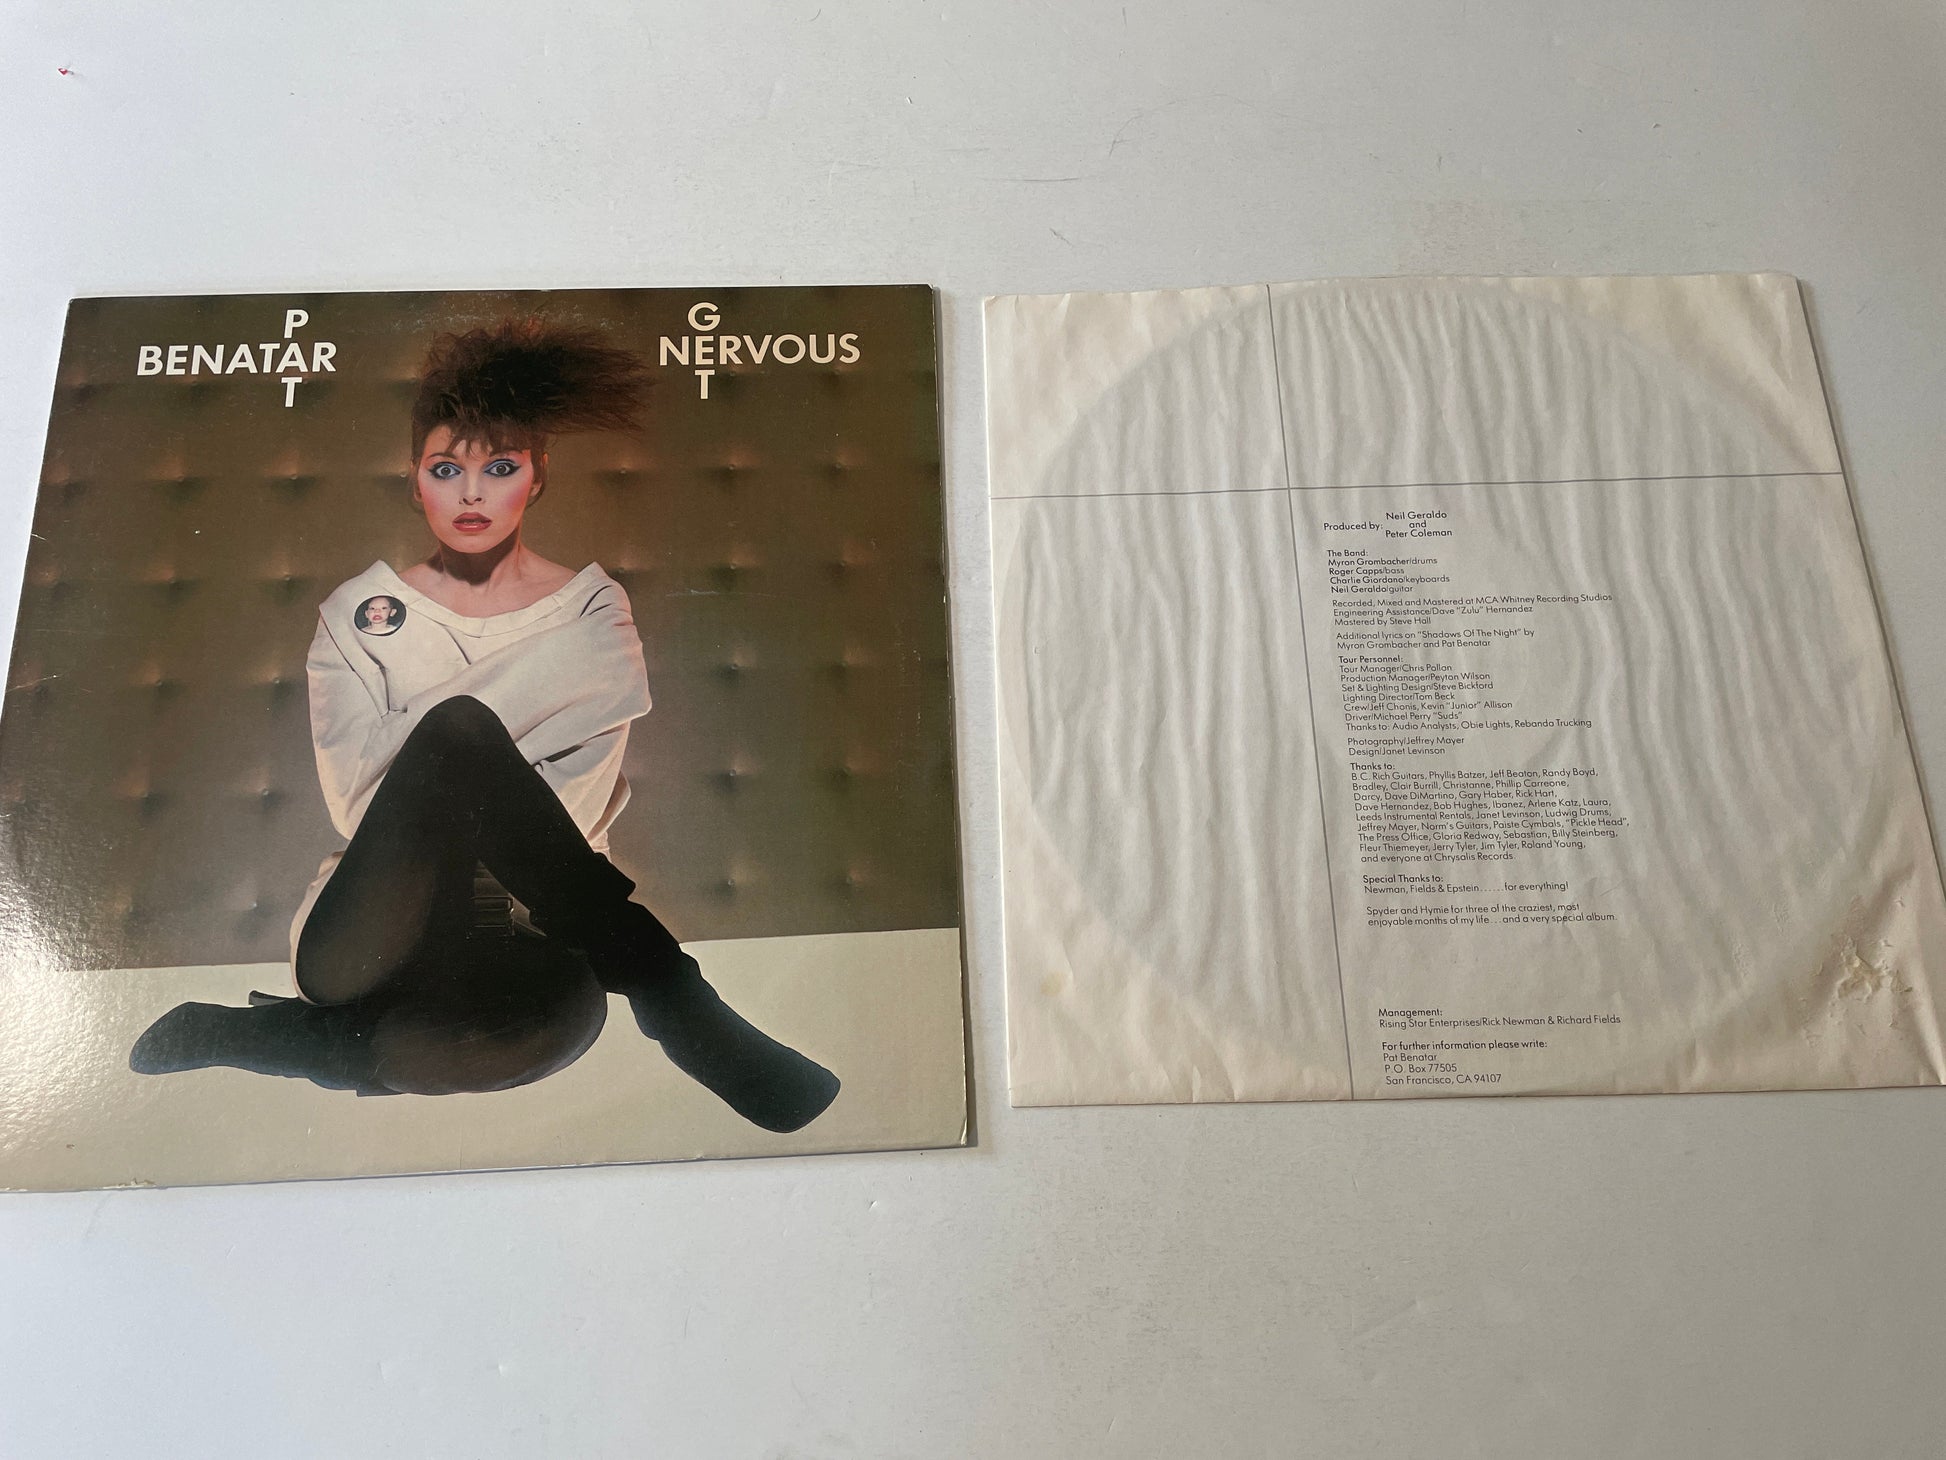 PAT
BENATAR
GET
NERVOUS
Neil Geraldo
Produced by: and
Peter Coleman
The Band:
Myron Grombacher/drums
Roger Capps/bass
Charlie Giordano/keyboards
Neil Geraldo/guitar
Recorded, Mixed and Mastered at MCA Whitney Recording Studios
Engineering Assistance/Dave "Zulu" Hernandez
Mastered by Steve Hall
Additional lyrics on "Shadows Of The Night" by
Myron Grombacher and Pat Benatar
Tour Personnel:
Tour Manager/Chris Pollan
Production Manager/Peyton Wilson
Set & Lighting Design/Steve Bickford
Lighting Director/Tom Beck
Crew/Jeff Chonis, Kevin "Junior" Allison
Driver/Michael Perry "Suds"
Thanks to: Audio Analysts, Obie Lights, Rebanda Trucking
Photography/Jeffrey Mayer
Design/Janet Levinson
Thanks to:
B.C. Rich Guitars, Phyllis Batzer, Jeff Beaton, Randy Boyd,
Bradley, Clair Burrill, Christanne, Phillip Carreone,
Darcy, Dave DiMartino, Gary Haber, Rick Hart,
Dave Hernandez, Bob Hughes, Ibanez, Arlene Katz, Laura,
Leeds Instrumental Rentals, Janet Levinson, Ludwig Drums,
Jeffrey Mayer, Norm's Guitars, Paiste Cymbals, "Pickle Head",
The Press Office, Gloria Redway, Sebastian, Billy Steinberg,
Fleur Thiemeyer, Jerry Tyler, Jim Tyler, Roland Young,
and everyone at Chrysalis Records.
Special Thanks to:
Newman, Fields & Epstein......for everything!
Spyder and Hymie for three of the craziest, most
enjoyable months of my life...and a very special album.
Management:
Rising Star Enterprises/Rick Newman & Richard Fields
For further information please write:
Pat Benatar
P.O. Box 77505
San Francisco, CA 94107